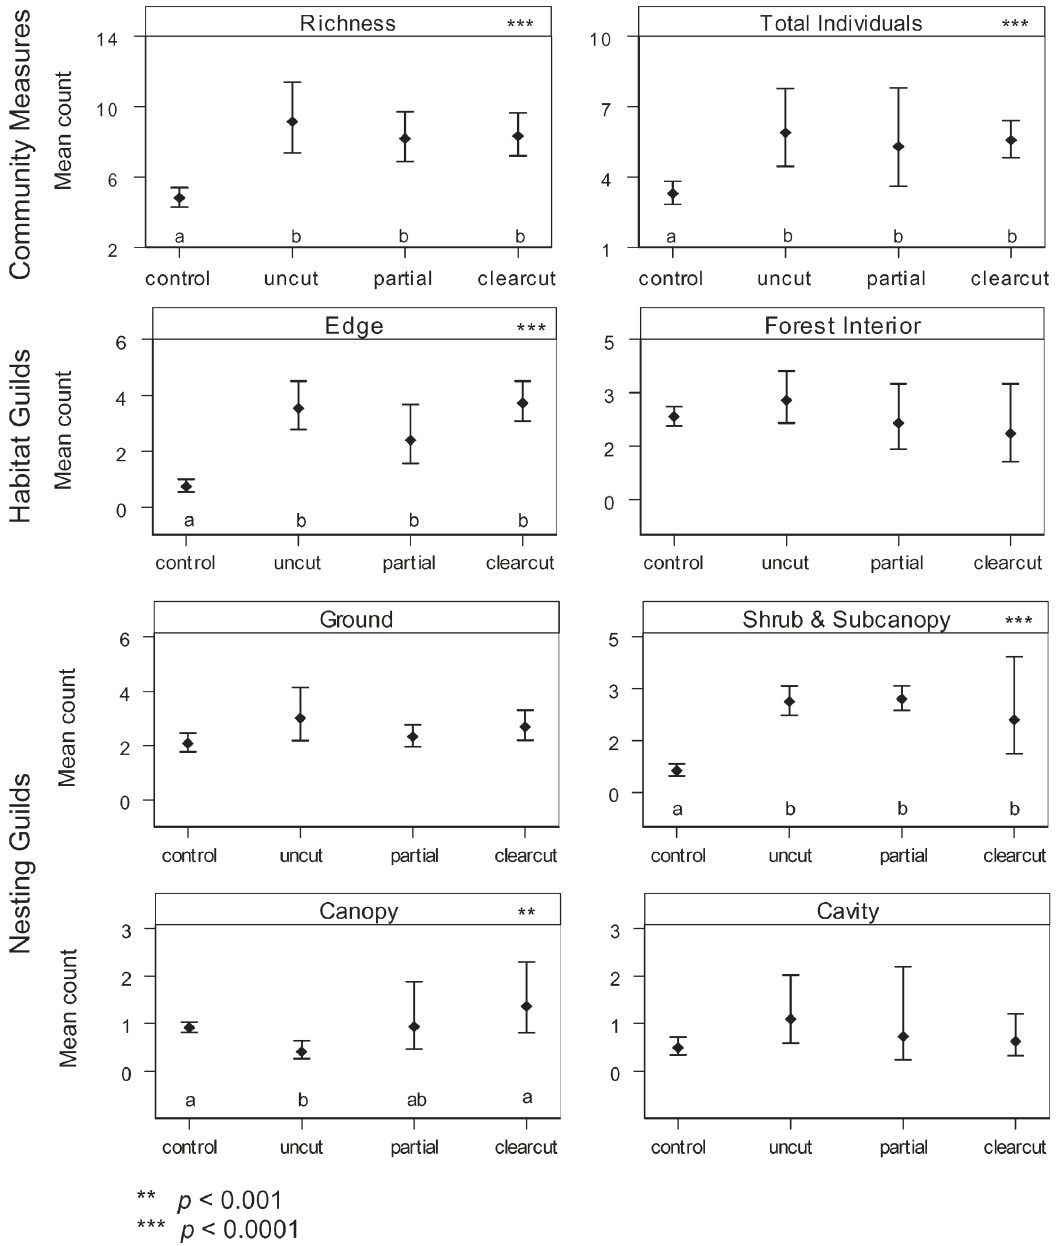 Community Measures
Richness ***
Mean count
14
10
6
2
a b b b
control uncut partial clearcut
Total Individuals ***
10
7
4
1
a b b b
control uncut partial clearcut
Habitat Guilds
Edge ***
Mean count
6
4
2
0
a b b b
control uncut partial clearcut
Forest Interior
5
3
2
0
control uncut partial clearcut
Nesting Guilds
Ground
Mean count
6
4
2
0
control uncut partial clearcut
Shrub & Subcanopy ***
5
3
2
0
a b b b
control uncut partial clearcut
Canopy **
Mean count
3
2
1
0
a b ab a
control uncut partial clearcut
Cavity
3
2
1
0
control uncut partial clearcut
** p < 0.001
*** p < 0.0001